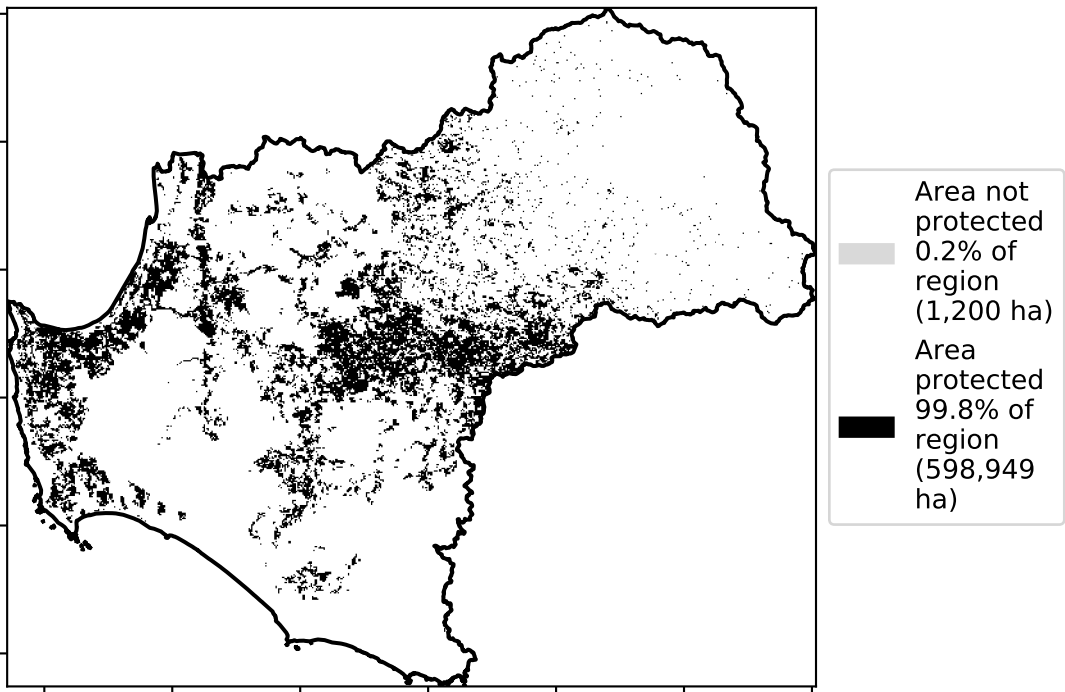 Area not
protected
0.2% of
region
(1,200 ha)
Area
protected
99.8% of
region
(598,949
ha)